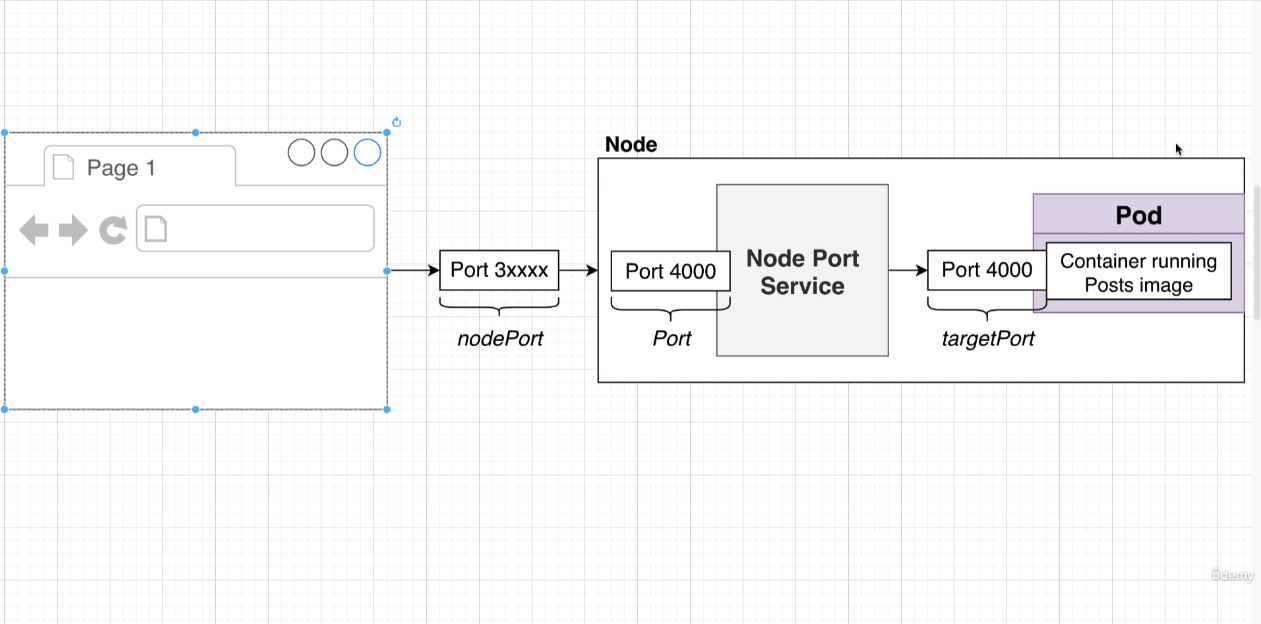 Page 1
Node
Port 3xxxx
nodePort
Port 4000
Port
Node Port
Service
Port 4000
targetPort
Pod
Container running
Posts image
ûdemy